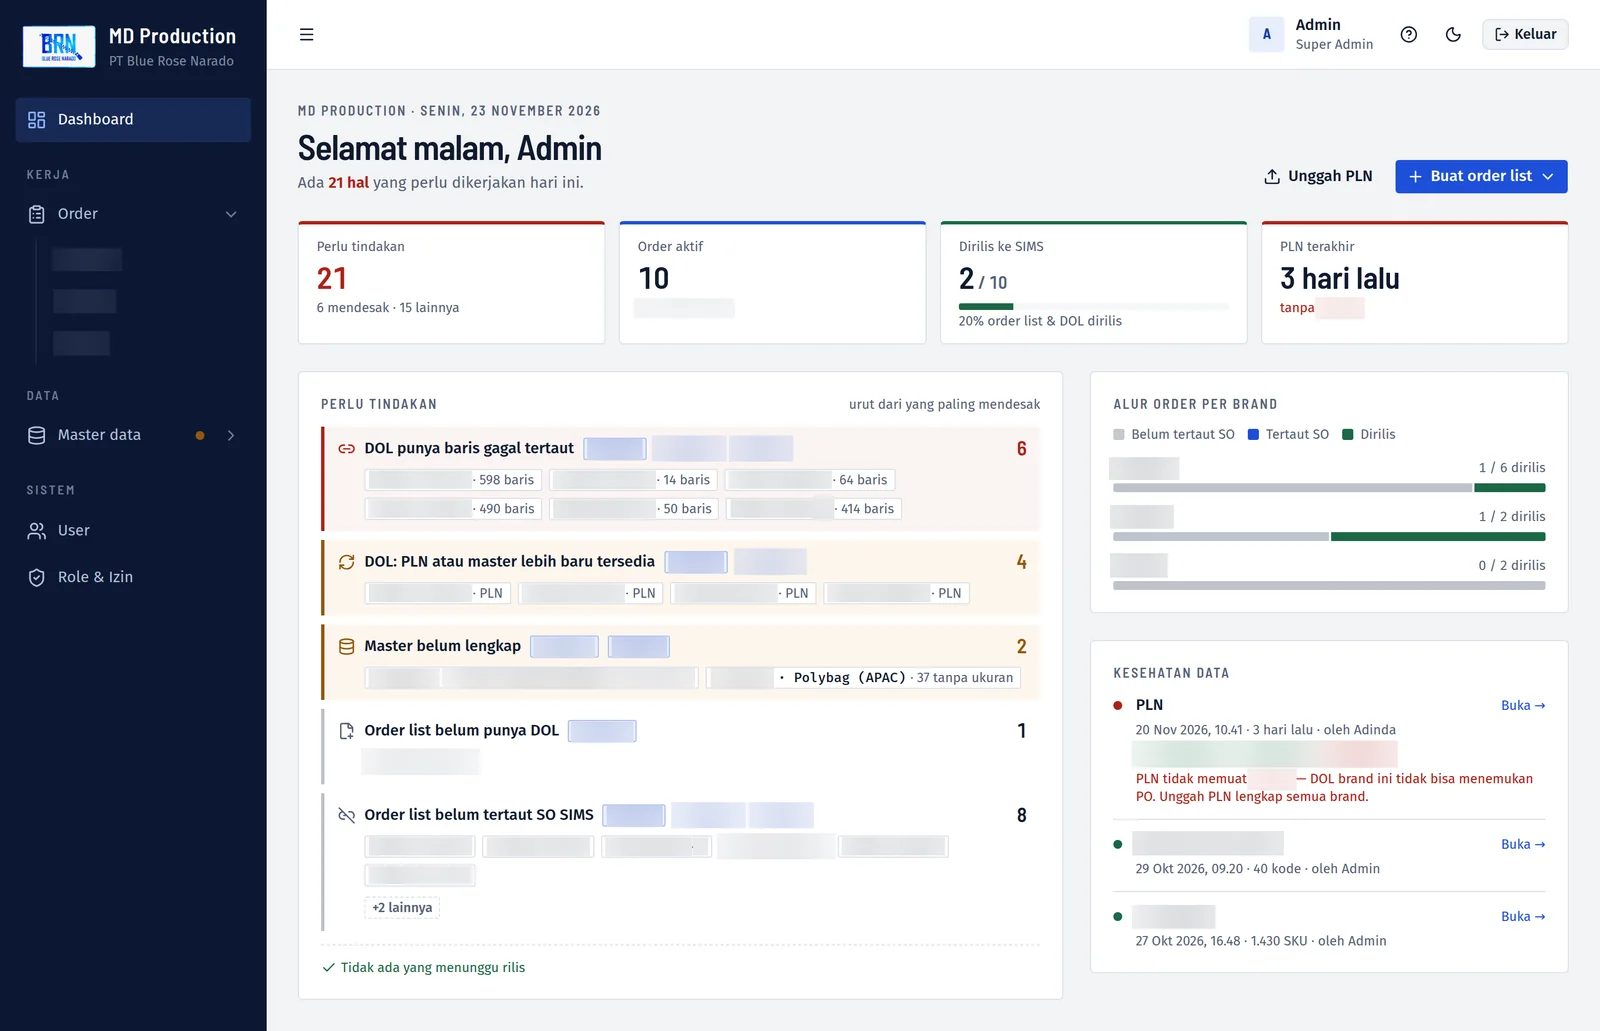 BRN
BLUE ROSE NARADO
MD Production
PT Blue Rose Narado
Dashboard
KERJA
Order
DATA
Master data
SISTEM
User
Role & Izin
A
Admin
Super Admin
Keluar
MD PRODUCTION · SENIN, 23 NOVEMBER 2026
Selamat malam, Admin
Ada 21 hal yang perlu dikerjakan hari ini.
Unggah PLN
+ Buat order list
Perlu tindakan
21
6 mendesak · 15 lainnya
Order aktif
10
Dirilis ke SIMS
2 / 10
20% order list & DOL dirilis
PLN terakhir
3 hari lalu
tanpa
PERLU TINDAKAN
urut dari yang paling mendesak
DOL punya baris gagal tertaut
6
· 598 baris
· 14 baris
· 64 baris
· 490 baris
· 50 baris
· 414 baris
DOL: PLN atau master lebih baru tersedia
4
· PLN
· PLN
· PLN
· PLN
Master belum lengkap
2
· Polybag (APAC) · 37 tanpa ukuran
Order list belum punya DOL
1
Order list belum tertaut SO SIMS
8
+2 lainnya
Tidak ada yang menunggu rilis
ALUR ORDER PER BRAND
Belum tertaut SO
Tertaut SO
Dirilis
1 / 6 dirilis
1 / 2 dirilis
0 / 2 dirilis
KESEHATAN DATA
PLN
Buka →
20 Nov 2026, 10.41 · 3 hari lalu · oleh Adinda
PLN tidak memuat — DOL brand ini tidak bisa menemukan
PO. Unggah PLN lengkap semua brand.
Buka →
29 Okt 2026, 09.20 · 40 kode · oleh Admin
Buka →
27 Okt 2026, 16.48 · 1.430 SKU · oleh Admin